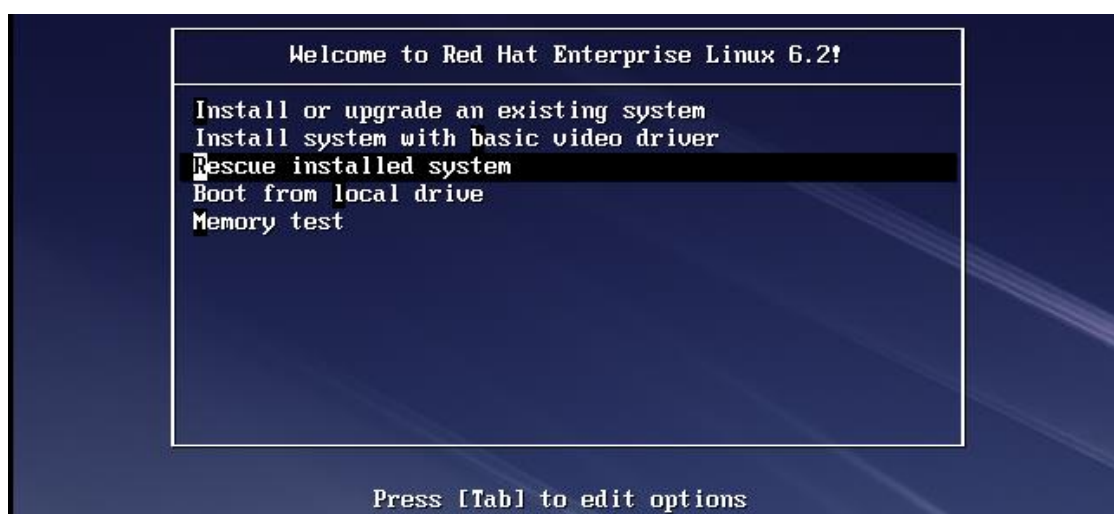 Welcome to Red Hat Enterprise Linux 6.2!
Install or upgrade an existing system
Install system with basic video driver
Rescue installed system
Boot from local drive
Memory test
Press [Tab] to edit options